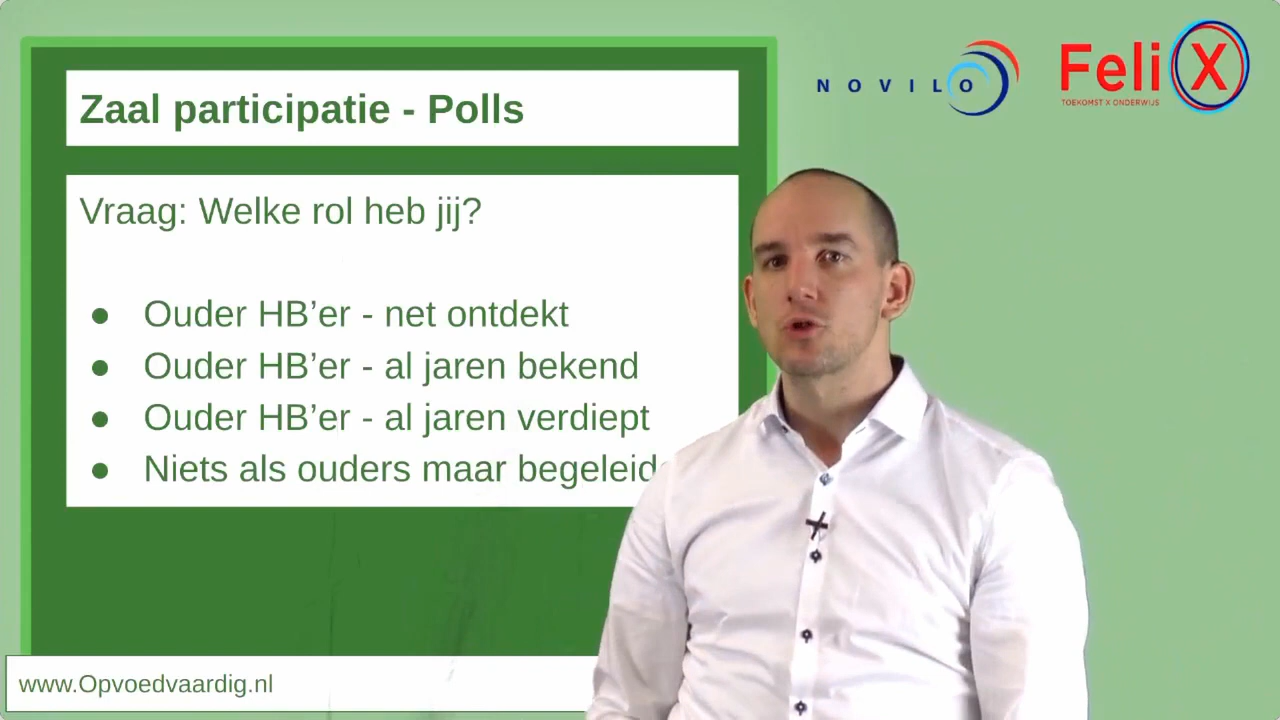 Zaal participatie - Polls
NOVILO
FeliX
TOEKOMST X ONDERWIJS
Vraag: Welke rol heb jij?
● Ouder HB’er - net ontdekt
● Ouder HB’er - al jaren bekend
● Ouder HB’er - al jaren verdiept
● Niets als ouders maar
www.Opvoedvaardig.nl